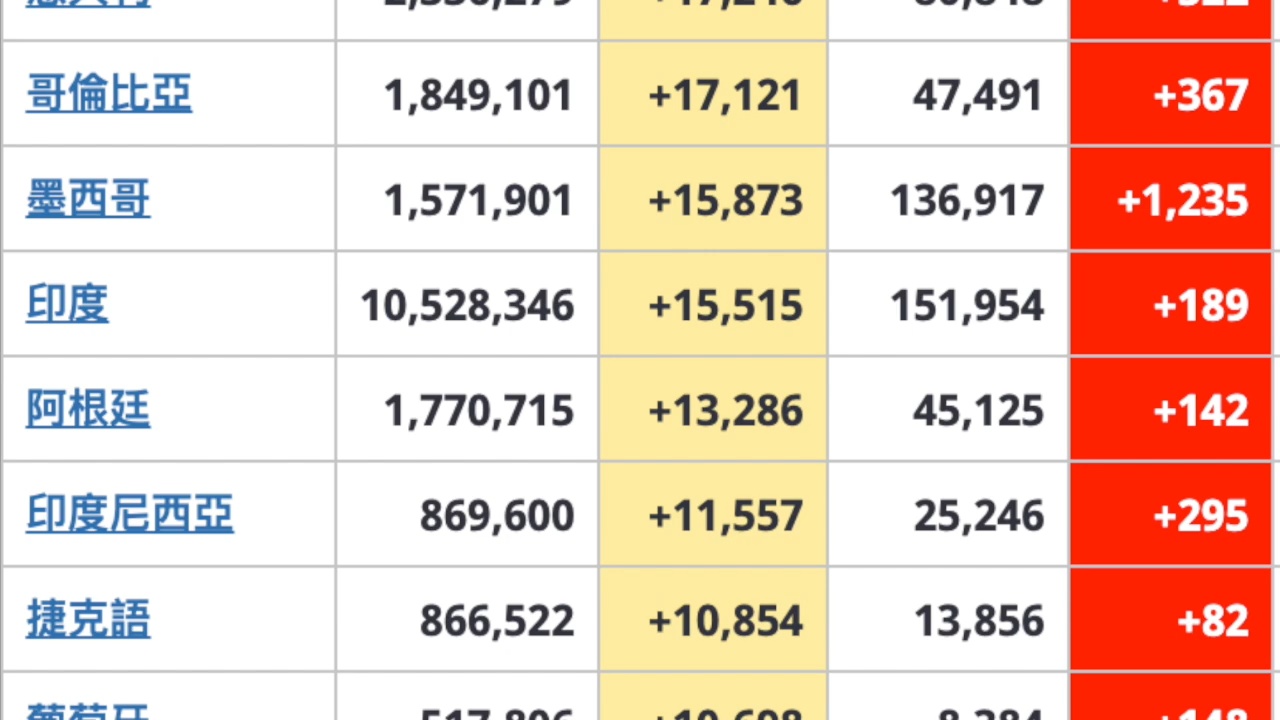 哥倫比亞 1,849,101 +17,121 47,491 +367
墨西哥 1,571,901 +15,873 136,917 +1,235
印度 10,528,346 +15,515 151,954 +189
阿根廷 1,770,715 +13,286 45,125 +142
印度尼西亞 869,600 +11,557 25,246 +295
捷克語 866,522 +10,854 13,856 +82